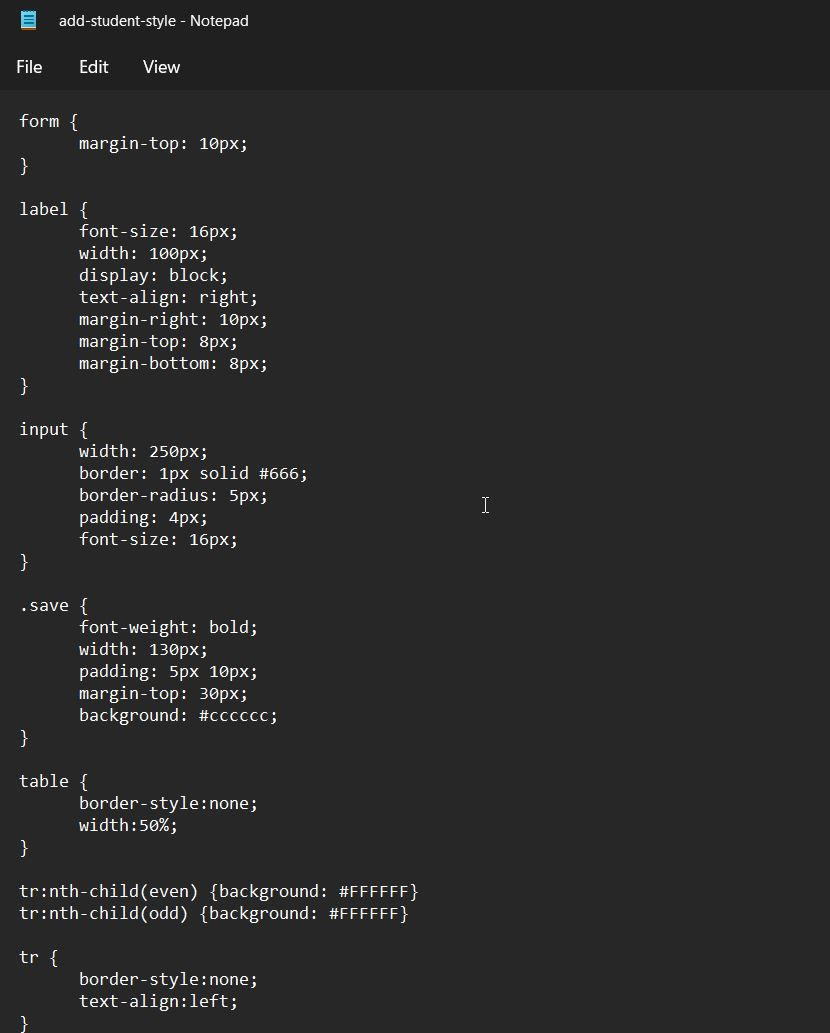 add-student-style - Notepad
File Edit View
form {
margin-top: 10px;
}
label {
font-size: 16px;
width: 100px;
display: block;
text-align: right;
margin-right: 10px;
margin-top: 8px;
margin-bottom: 8px;
}
input {
width: 250px;
border: 1px solid #666;
border-radius: 5px;
padding: 4px;
font-size: 16px;
}
.save {
font-weight: bold;
width: 130px;
padding: 5px 10px;
margin-top: 30px;
background: #cccccc;
}
table {
border-style:none;
width:50%;
}
tr:nth-child(even) {background: #FFFFFF}
tr:nth-child(odd) {background: #FFFFFF}
tr {
border-style:none;
text-align:left;
}